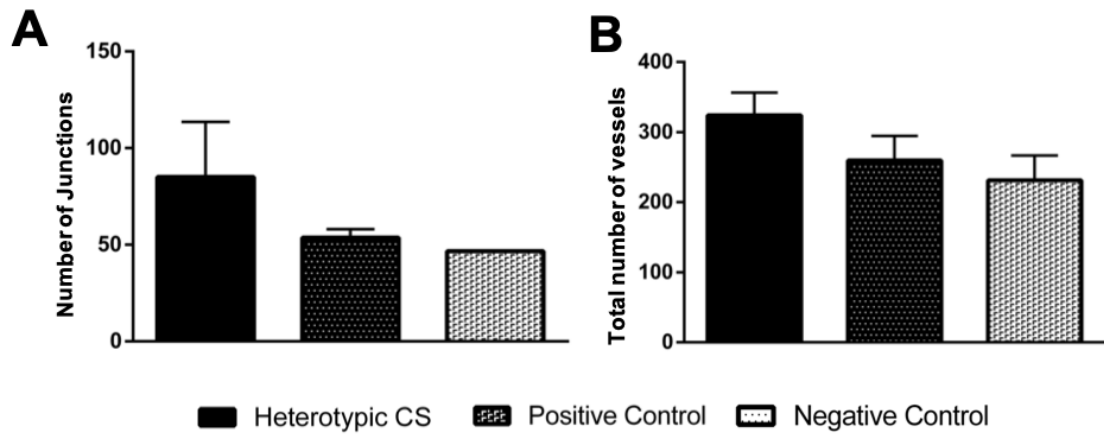 A
Number of Junctions
150
100
50
0
B
Total number of vessels
400
300
200
100
0
Heterotypic CS
Positive Control
Negative Control